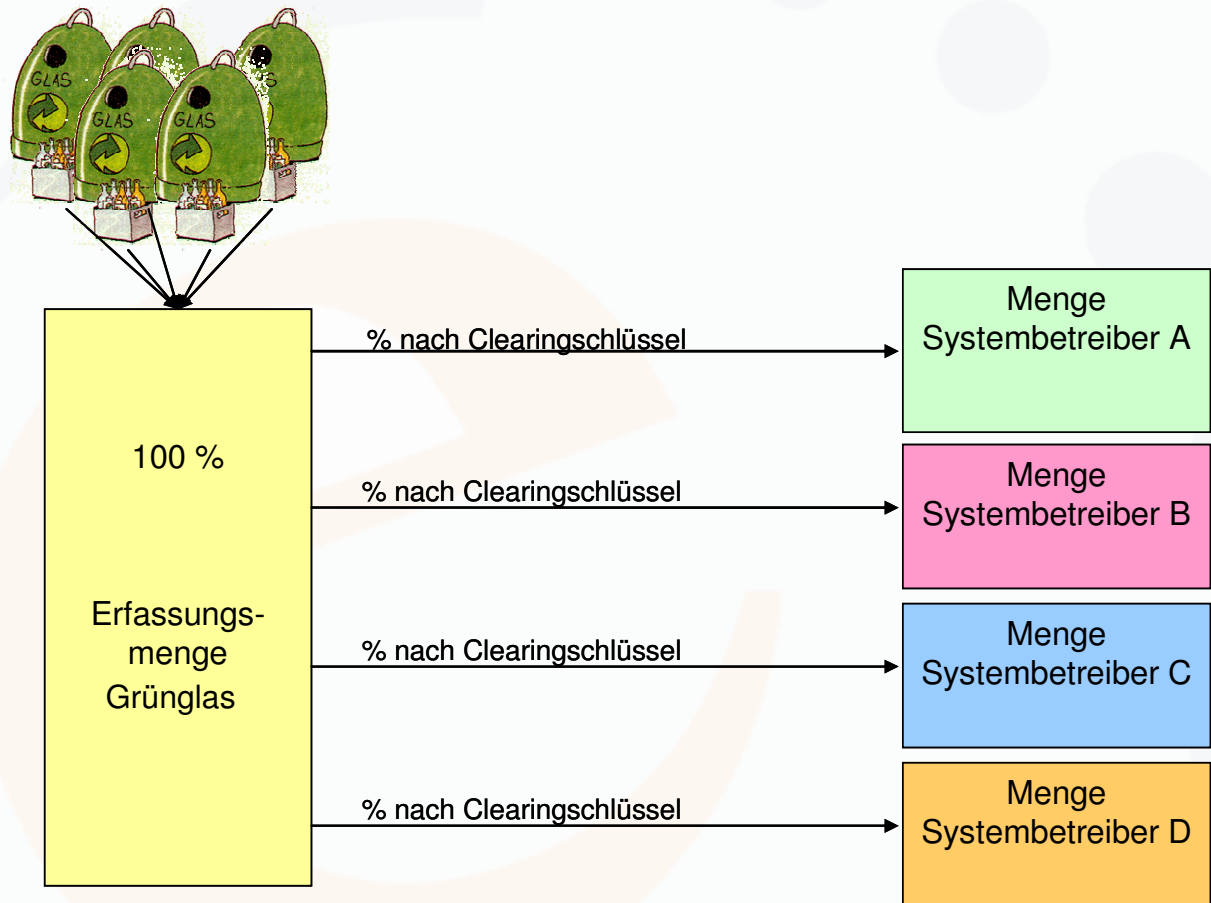 GLAS
GLAS
GLAS
100 %
Erfassungs-
menge
Grünglas
% nach Clearingschlüssel
Menge
Systembetreiber A
% nach Clearingschlüssel
Menge
Systembetreiber B
% nach Clearingschlüssel
Menge
Systembetreiber C
% nach Clearingschlüssel
Menge
Systembetreiber D